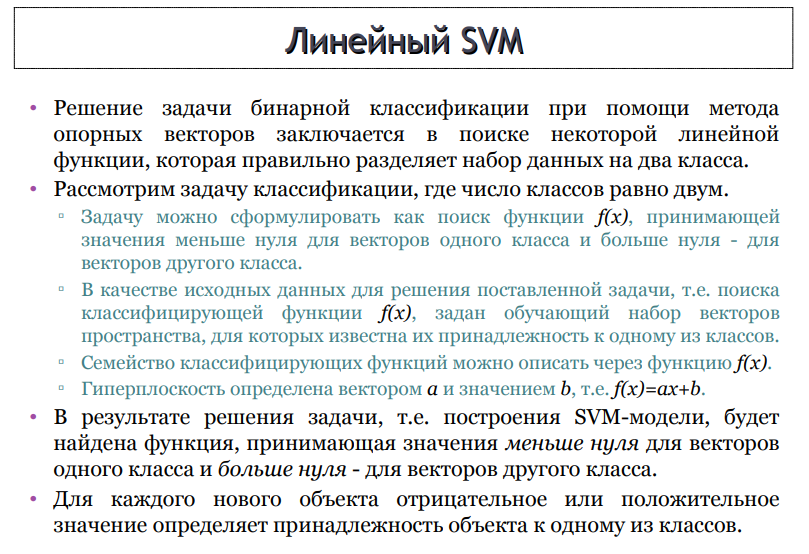 Линейный SVM
• Решение задачи бинарной классификации при помощи метода
опорных векторов заключается в поиске некоторой линейной
функции, которая правильно разделяет набор данных на два класса.
• Рассмотрим задачу классификации, где число классов равно двум.
▫ Задачу можно сформулировать как поиск функции f(x), принимающей
значения меньше нуля для векторов одного класса и больше нуля - для
векторов другого класса.
▫ В качестве исходных данных для решения поставленной задачи, т.е. поиска
классифицирующей функции f(x), задан обучающий набор векторов
пространства, для которых известна их принадлежность к одному из классов.
▫ Семейство классифицирующих функций можно описать через функцию f(x).
▫ Гиперплоскость определена вектором a и значением b, т.е. f(x)=ax+b.
• В результате решения задачи, т.е. построения SVM-модели, будет
найдена функция, принимающая значения меньше нуля для векторов
одного класса и больше нуля - для векторов другого класса.
• Для каждого нового объекта отрицательное или положительное
значение определяет принадлежность объекта к одному из классов.